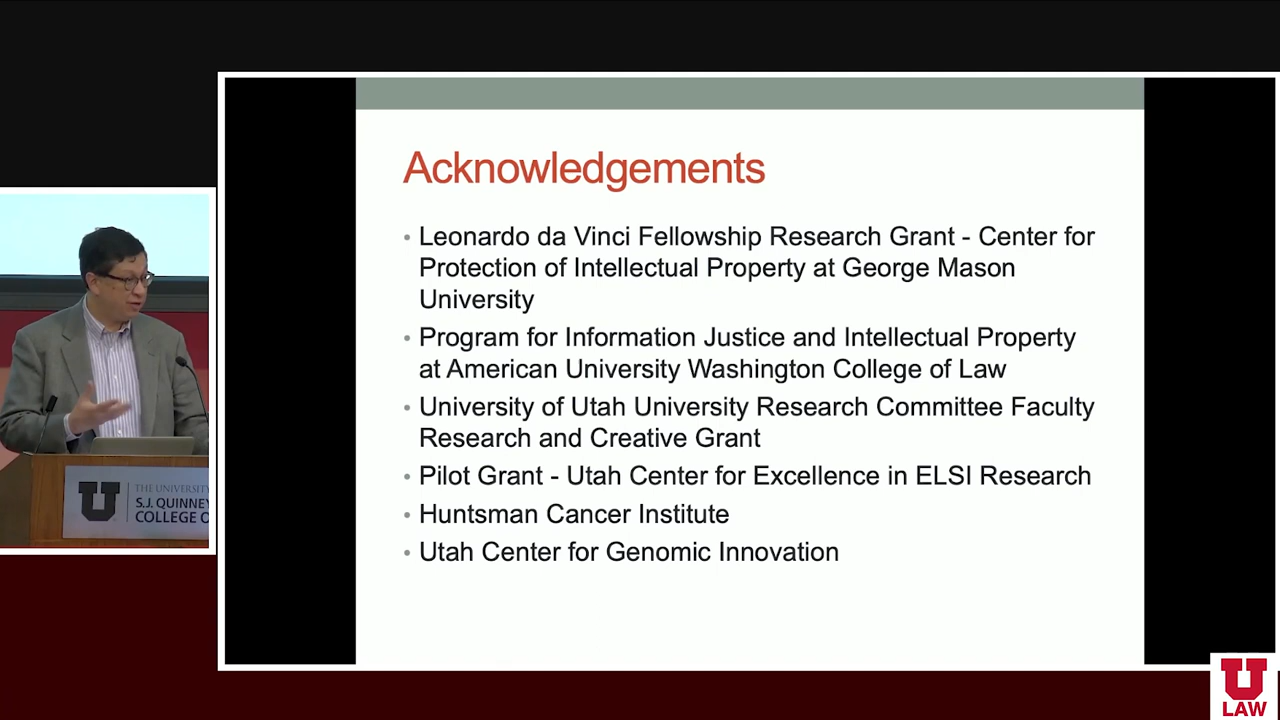 Acknowledgements
• Leonardo da Vinci Fellowship Research Grant - Center for
Protection of Intellectual Property at George Mason
University
• Program for Information Justice and Intellectual Property
at American University Washington College of Law
• University of Utah University Research Committee Faculty
Research and Creative Grant
• Pilot Grant - Utah Center for Excellence in ELSI Research
• Huntsman Cancer Institute
• Utah Center for Genomic Innovation
U
THE UNIVERSITY
S.J. QUINNEY
COLLEGE O
U
LAW